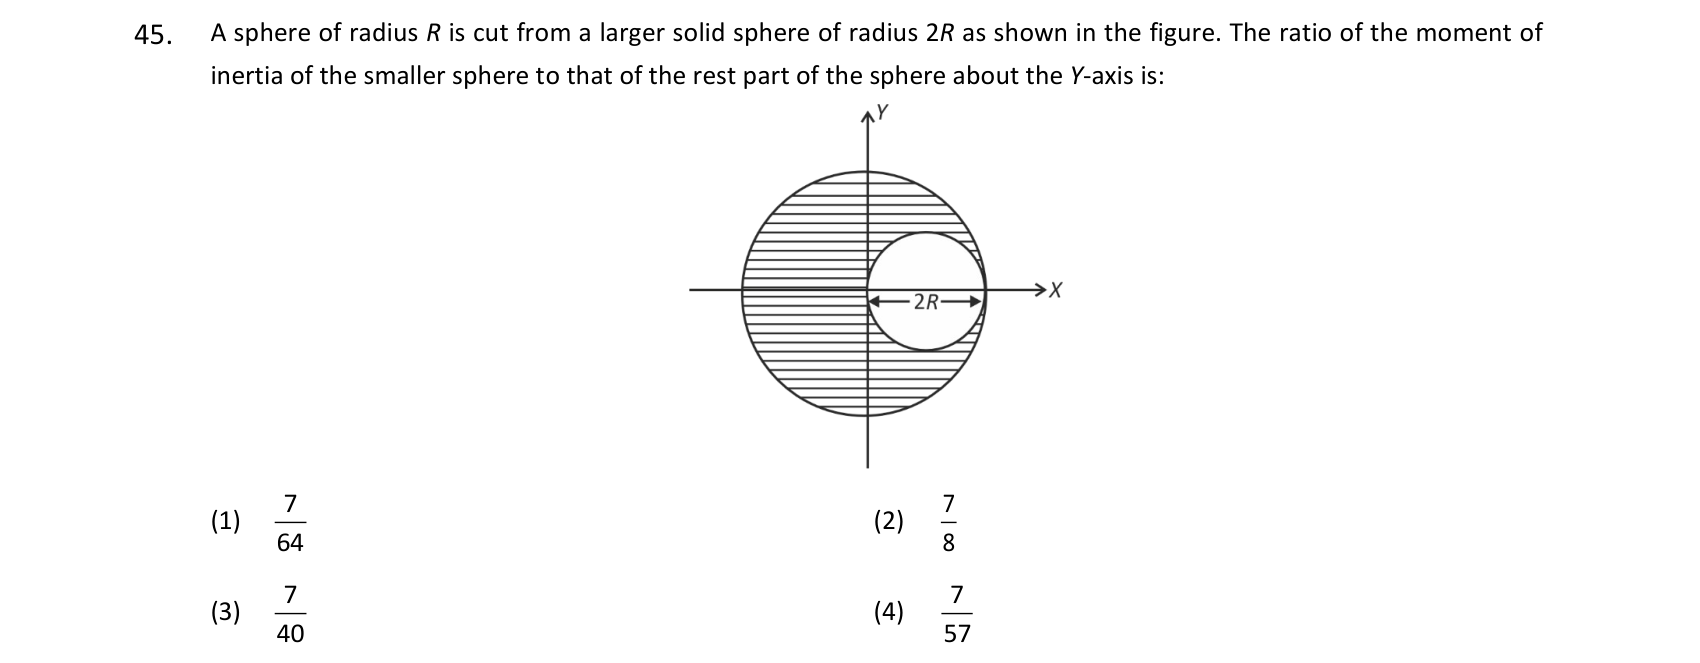 45. A sphere of radius R is cut from a larger solid sphere of radius 2R as shown in the figure. The ratio of the moment of
inertia of the smaller sphere to that of the rest part of the sphere about the Y-axis is:
Y
X
2R
(1) 7/64
(2) 7/8
(3) 7/40
(4) 7/57